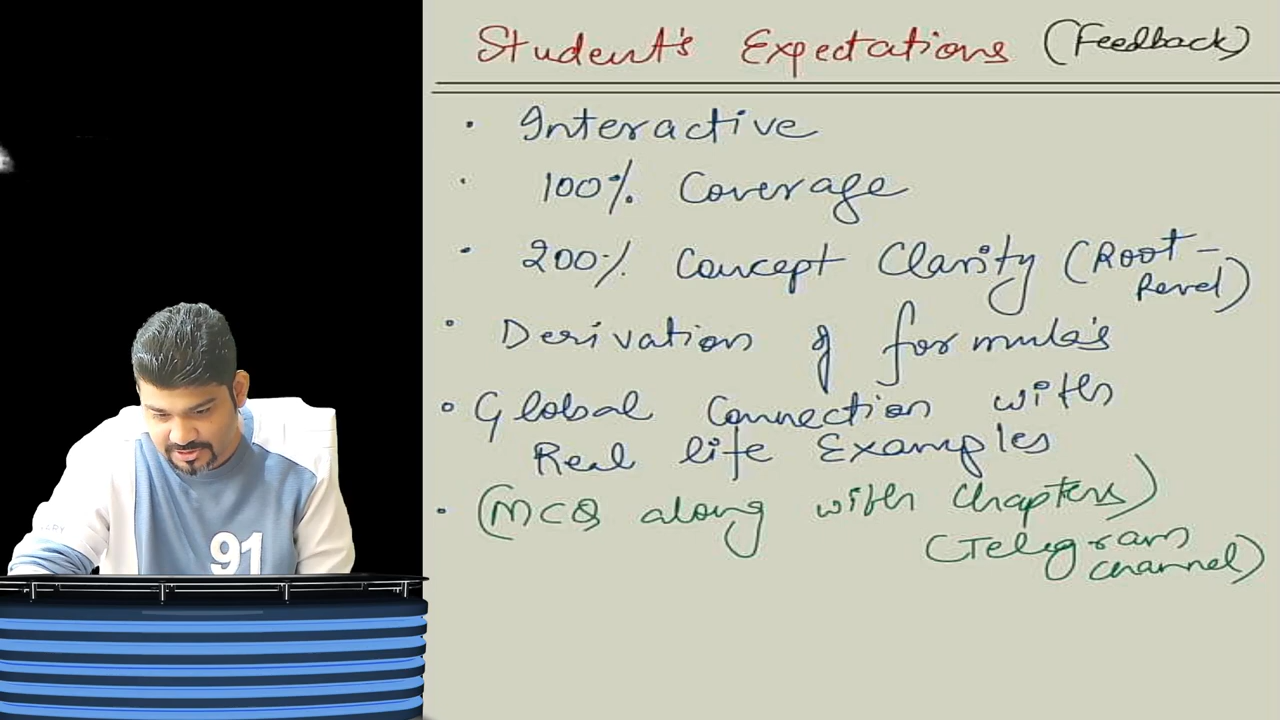 Student's Expectations (Feedback)
• Interactive
• 100% Coverage
• 200% Concept Clarity (Root-
level)
• Derivation of formula's
• Global Connection with
Real life Examples
• (MCQ along with Chapters)
(Telegram
channel)
91